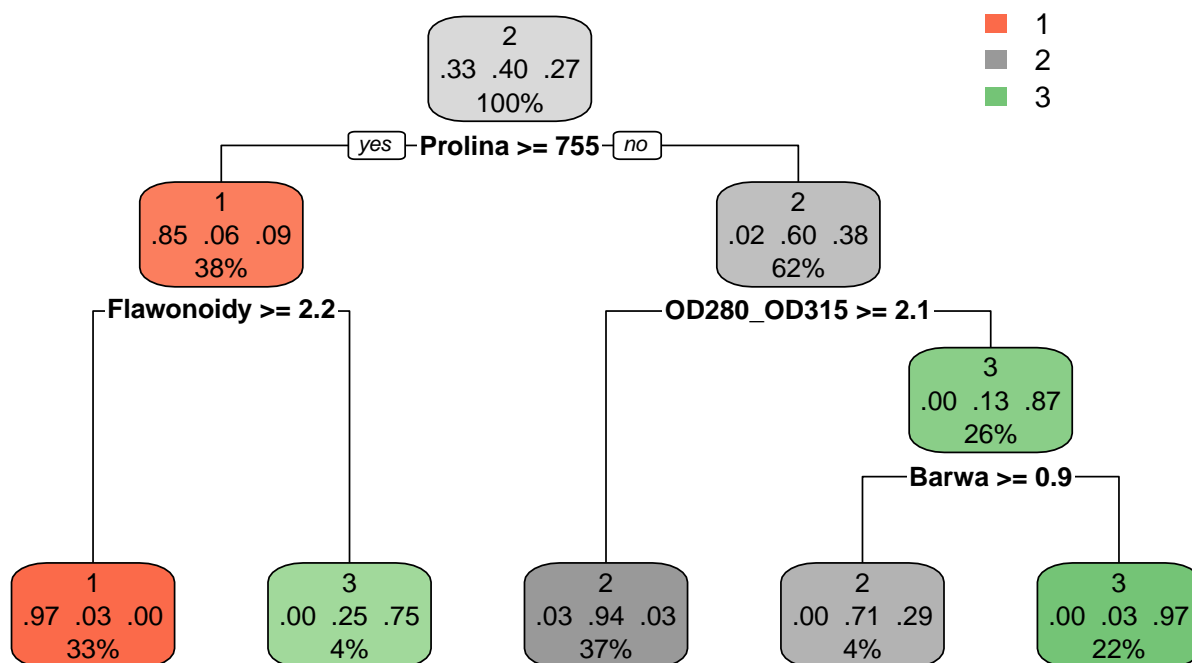 2
.33 .40 .27
100%
1
2
3
yes Prolina >= 755 no
1
.85 .06 .09
38%
2
.02 .60 .38
62%
Flawonoidy >= 2.2
OD280_OD315 >= 2.1
3
.00 .13 .87
26%
Barwa >= 0.9
1
.97 .03 .00
33%
3
.00 .25 .75
4%
2
.03 .94 .03
37%
2
.00 .71 .29
4%
3
.00 .03 .97
22%